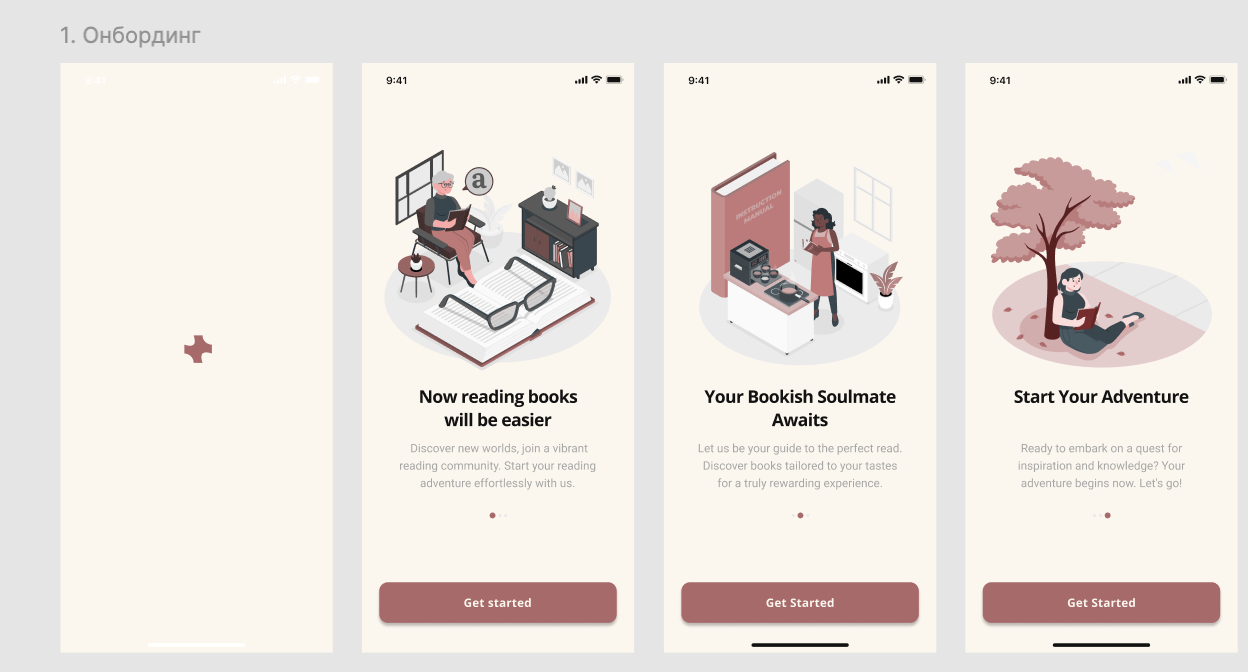 1. Онбординг
9:41
9:41
9:41
9:41
a
INSTRUCTION
MANUAL
Now reading books
will be easier
Discover new worlds, join a vibrant
reading community. Start your reading
adventure effortlessly with us.
Get started
Your Bookish Soulmate
Awaits
Let us be your guide to the perfect read.
Discover books tailored to your tastes
for a truly rewarding experience.
Get Started
Start Your Adventure
Ready to embark on a quest for
inspiration and knowledge? Your
adventure begins now. Let's go!
Get Started